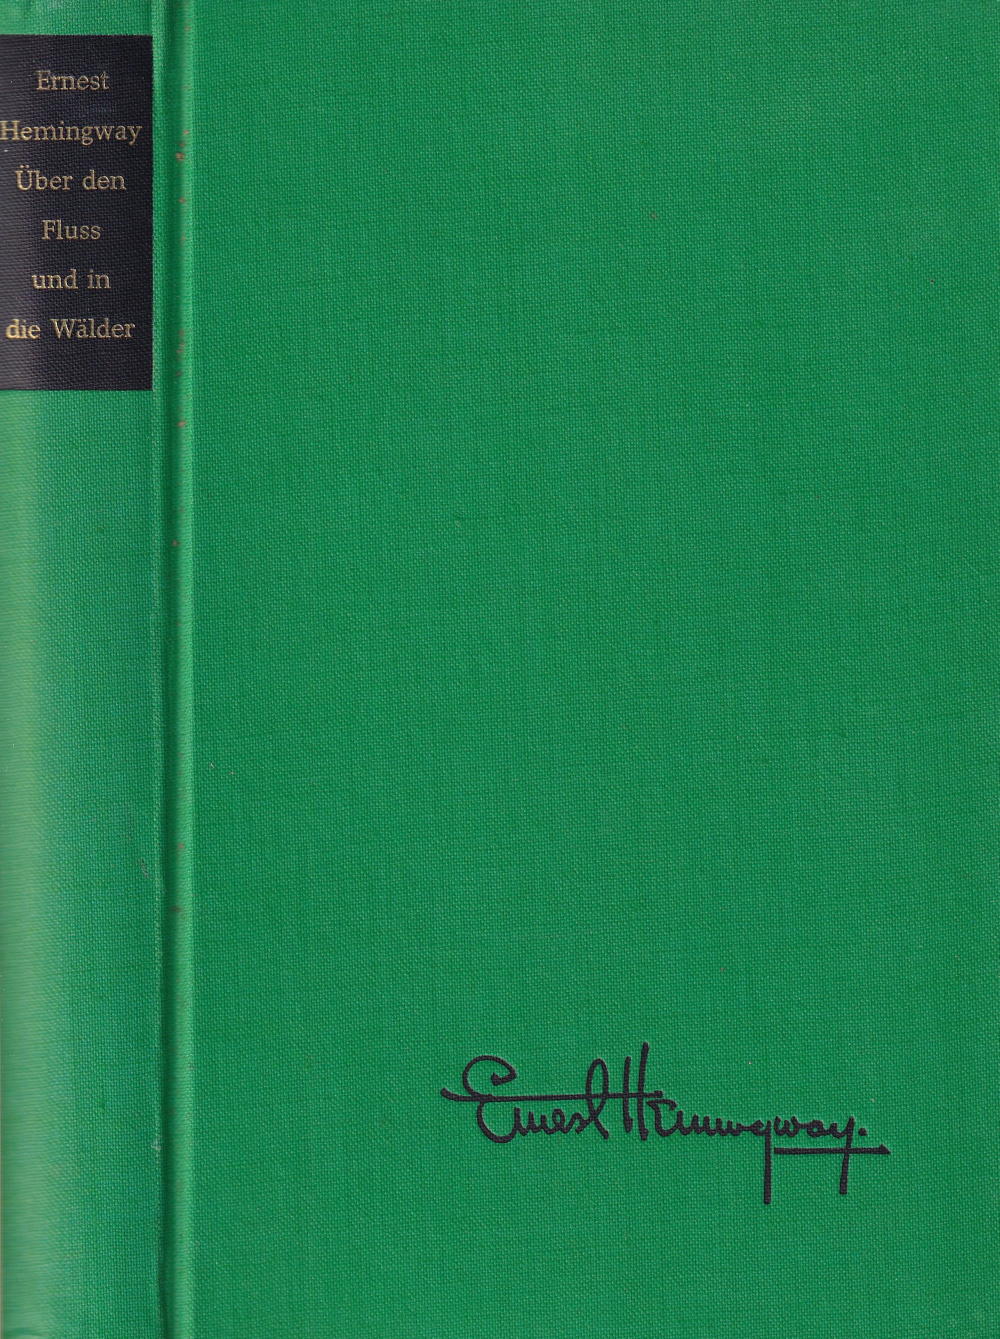 Ernest
Hemingway
Über den
Fluss
und in
die Wälder
Ernest Hemingway.